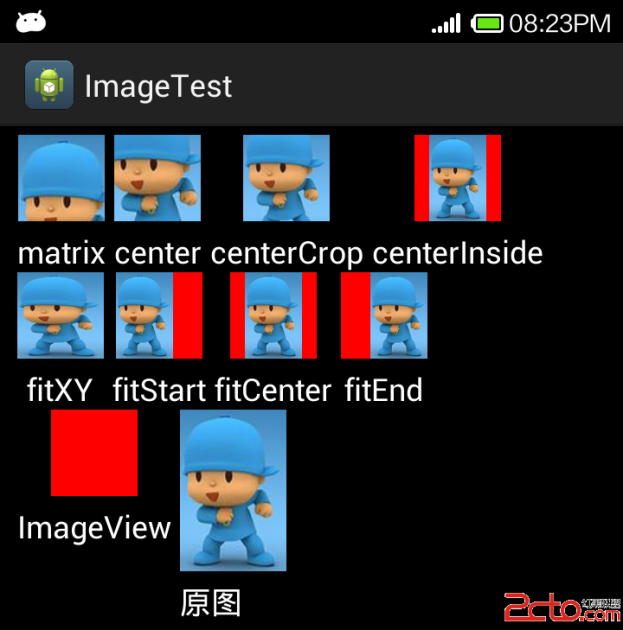 08:23PM
ImageTest
matrix center centerCrop centerInside
fitXY fitStart fitCenter fitEnd
ImageView
原图
2cto.com